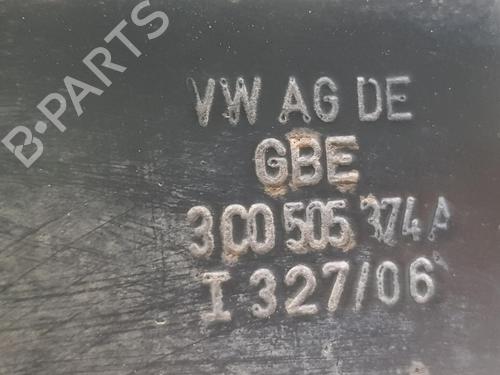 B-PARTS
VW AG DE
GBE
3C0 505 374 A
I 327/06